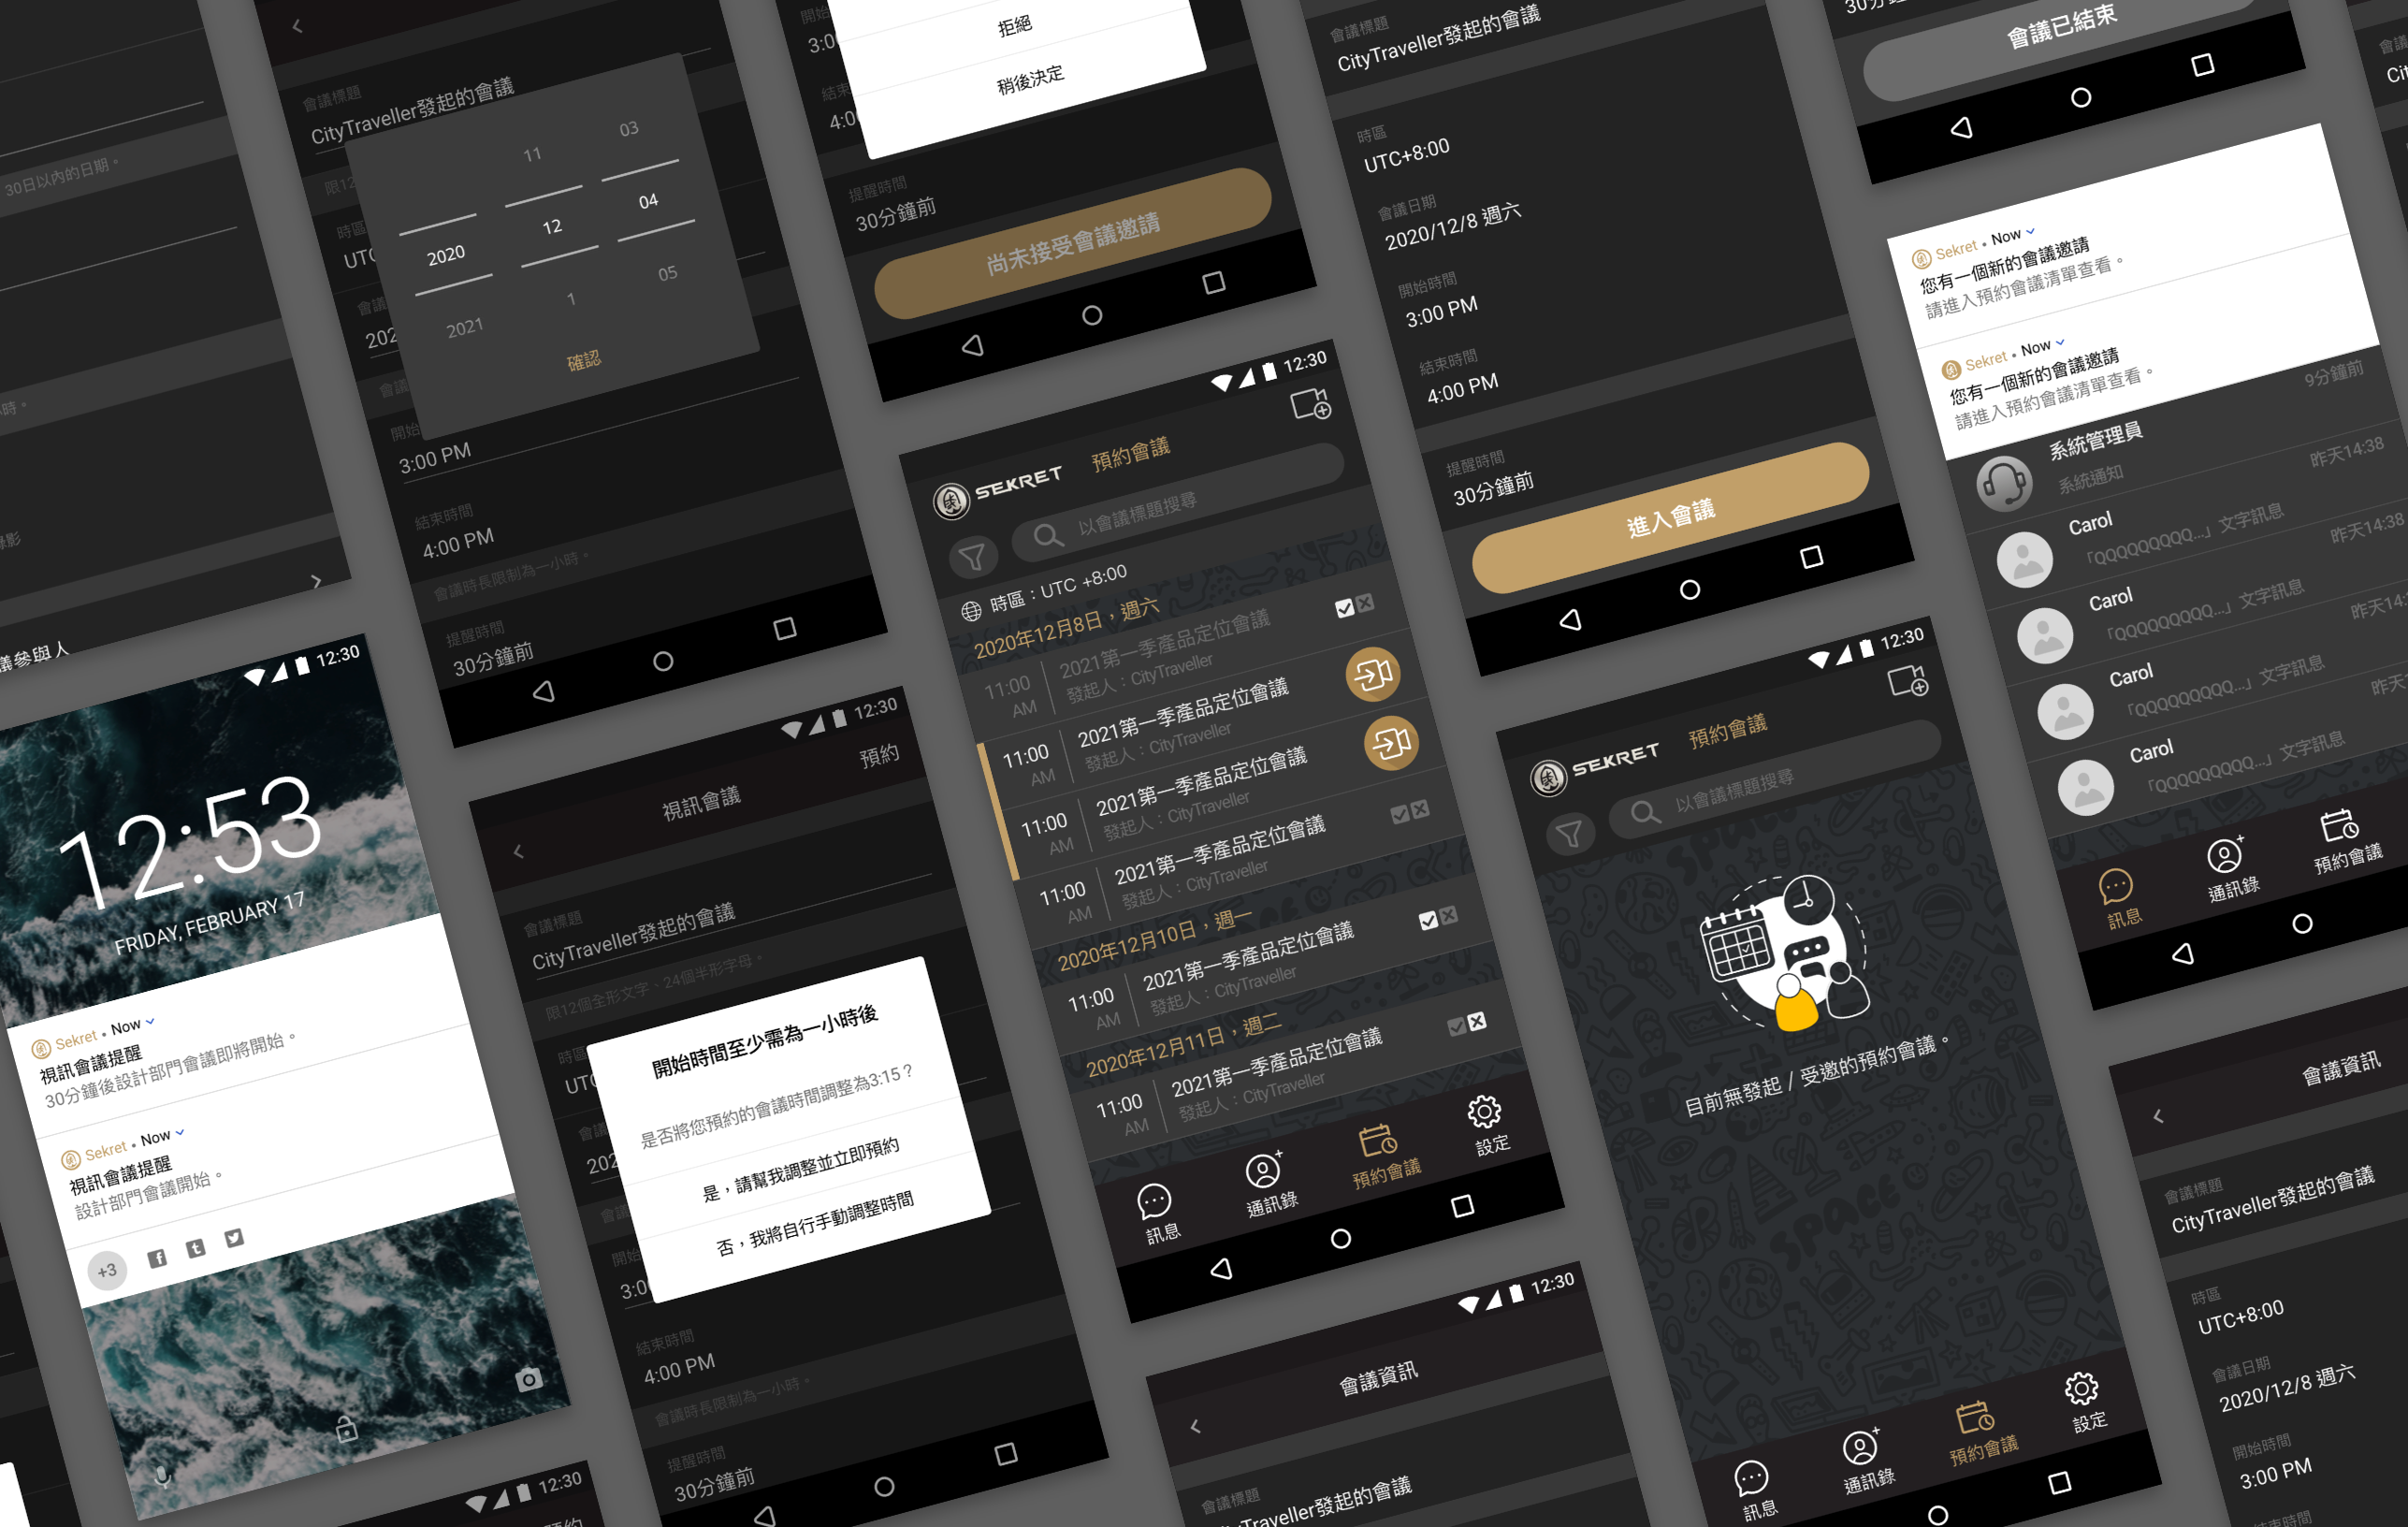 30日以內的日期。
議參與人
12:30
12:53
FRIDAY, FEBRUARY 17
Sekret • Now
視訊會議提醒
30分鐘後設計部門會議即將開始。
Sekret • Now
視訊會議提醒
設計部門會議開始。
+3
會議標題
CityTraveller發起的會議
限12
時區
UTC
11
03
2020
12
04
2021
1
05
確認
3:00 PM
結束時間
4:00 PM
會議時長限制為一小時。
提醒時間
30分鐘前
12:30
預約
視訊會議
會議標題
CityTraveller發起的會議
限12個全形文字、24個半形字母。
時區
UTC
開始時間至少需為一小時後
是否將您預約的會議時間調整為3:15？
是，請幫我調整並立即預約
否，我將自行手動調整時間
結束時間
4:00 PM
會議時長限制為一小時。
提醒時間
30分鐘前
12:30
拒絕
稍後決定
提醒時間
30分鐘前
尚未接受會議邀請
12:30
SEKRET
預約會議
以會議標題搜尋
時區：UTC +8:00
2020年12月8日，週六
11:00
AM
2021第一季產品定位會議
發起人：CityTraveller
11:00
AM
2021第一季產品定位會議
發起人：CityTraveller
11:00
AM
2021第一季產品定位會議
發起人：CityTraveller
11:00
AM
2021第一季產品定位會議
發起人：CityTraveller
2020年12月10日，週一
11:00
AM
2021第一季產品定位會議
發起人：CityTraveller
2020年12月11日，週二
11:00
AM
2021第一季產品定位會議
發起人：CityTraveller
訊息
通訊錄
預約會議
設定
12:30
會議資訊
會議標題
CityTraveller發起的會議
會議標題
CityTraveller發起的會議
時區
UTC+8:00
會議日期
2020/12/8 週六
開始時間
3:00 PM
結束時間
4:00 PM
提醒時間
30分鐘前
進入會議
12:30
SEKRET
預約會議
以會議標題搜尋
目前無發起 / 受邀的預約會議。
訊息
通訊錄
預約會議
設定
會議已結束
Sekret • Now
您有一個新的會議邀請
請進入預約會議清單查看。
Sekret • Now
您有一個新的會議邀請
請進入預約會議清單查看。
9分鐘前
系統管理員
系統通知
昨天14:38
Carol
「QQQQQQQQQ...」文字訊息
昨天14:38
Carol
「QQQQQQQQQ...」文字訊息
Carol
「QQQQQQQQQ...」文字訊息
Carol
「QQQQQQQQQ...」文字訊息
訊息
通訊錄
預約會議
會議資訊
會議標題
CityTraveller發起的會議
時區
UTC+8:00
會議日期
2020/12/8 週六
開始時間
3:00 PM